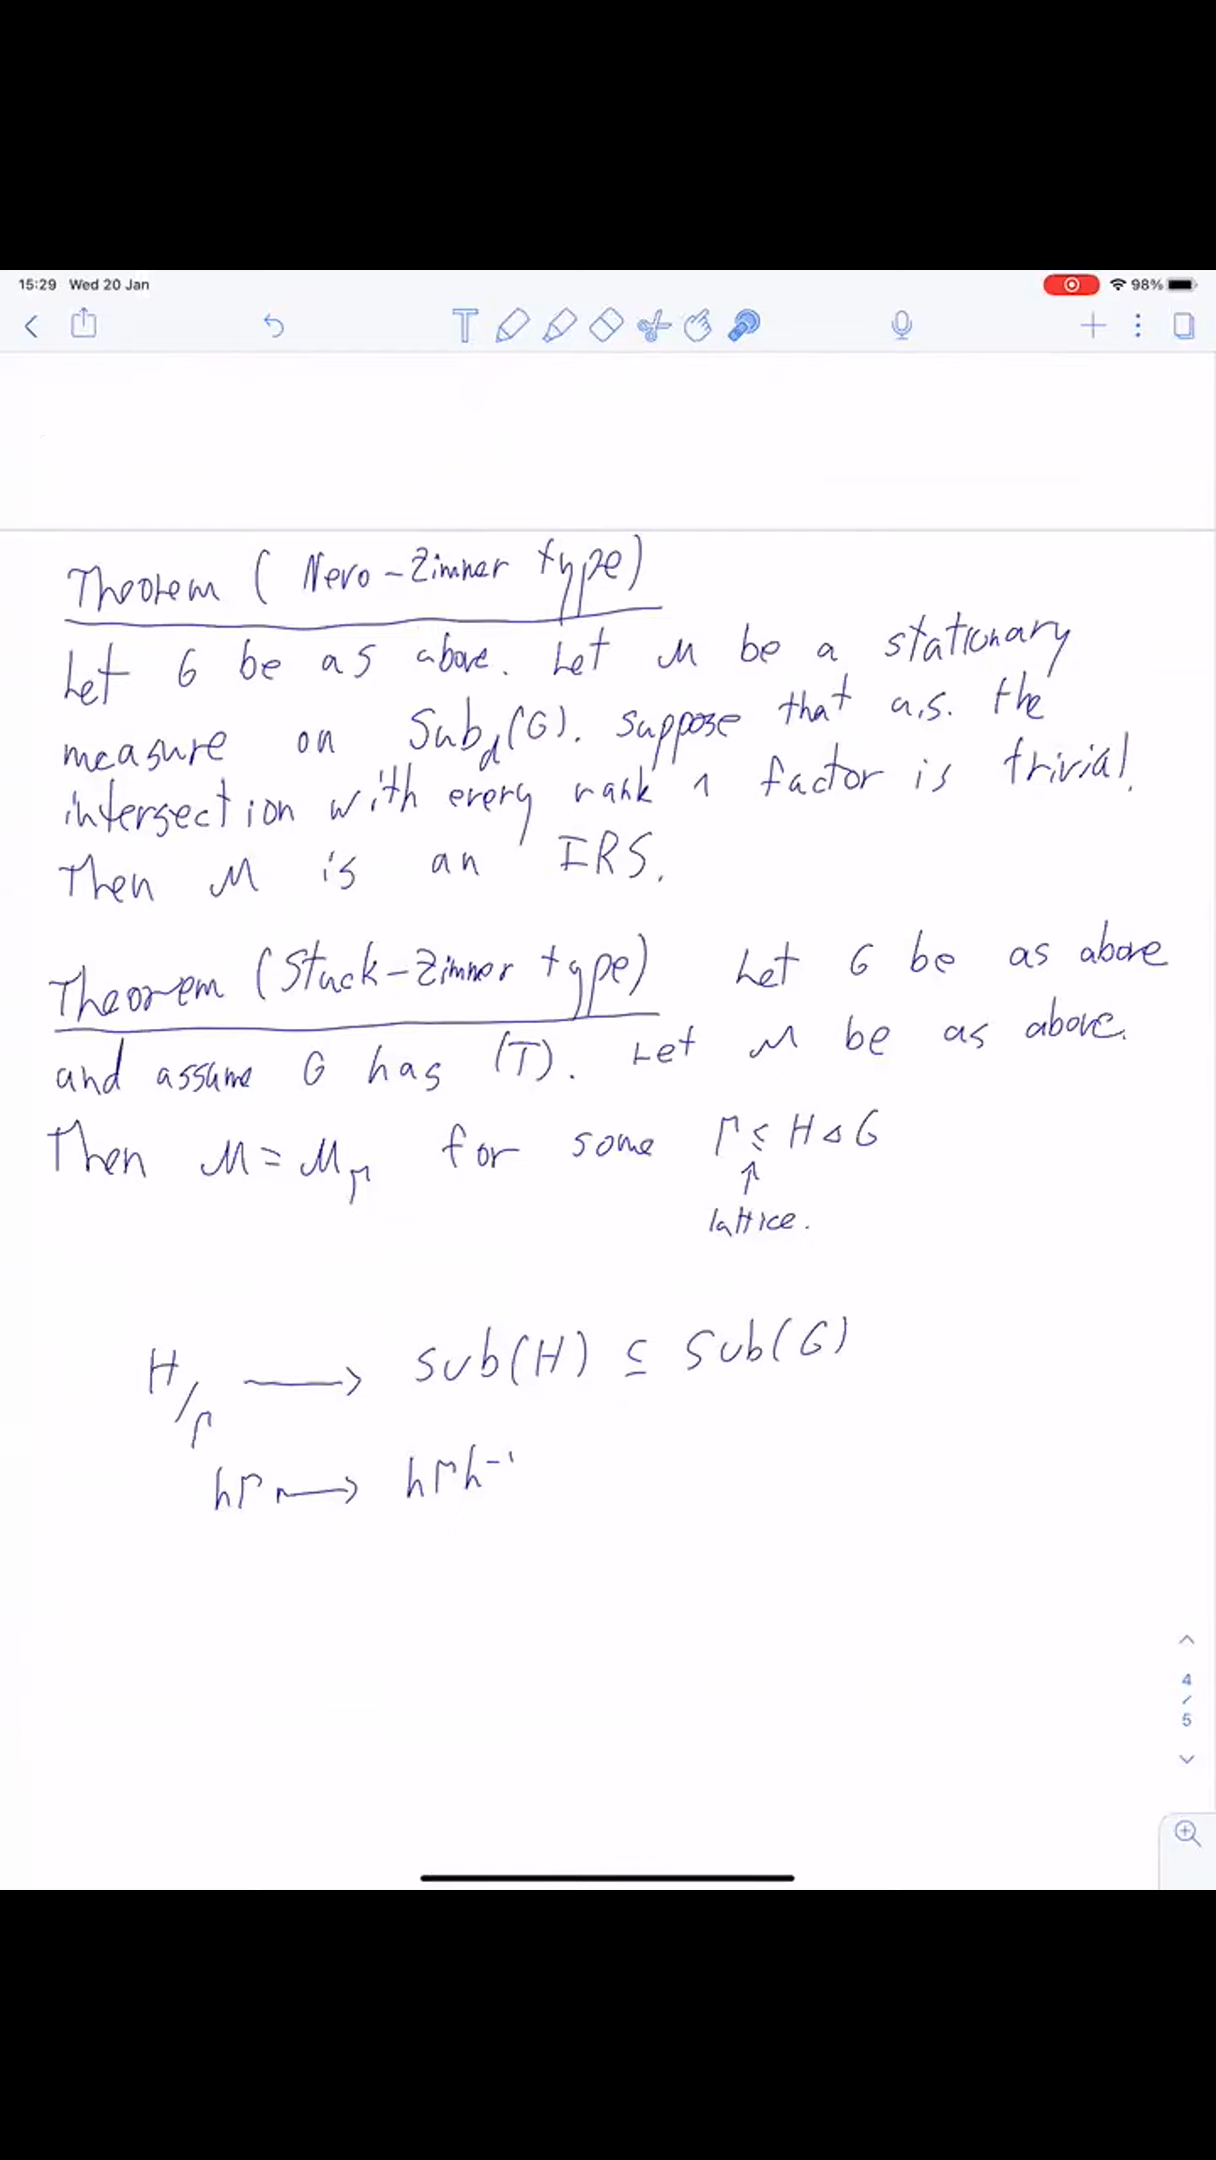 15:29 Wed 20 Jan 98%
T
Theorem ( Nevo-Zimmer type)
Let G be as above. Let μ be a stationary
measure on Sub_d(G). Suppose that a.s. the
intersection with every rank 1 factor is trivial.
Then μ is an IRS.
Theorem (Stuck-Zimmer type) Let G be as above
and assume G has (T). Let μ be as above.
Then μ = μ_Γ for some Γ ≤ H ◁ G
↑
lattice.
H/Γ ⟶ Sub(H) ⊆ Sub(G)
hΓ ⟼ hΓh⁻¹
4
/
5